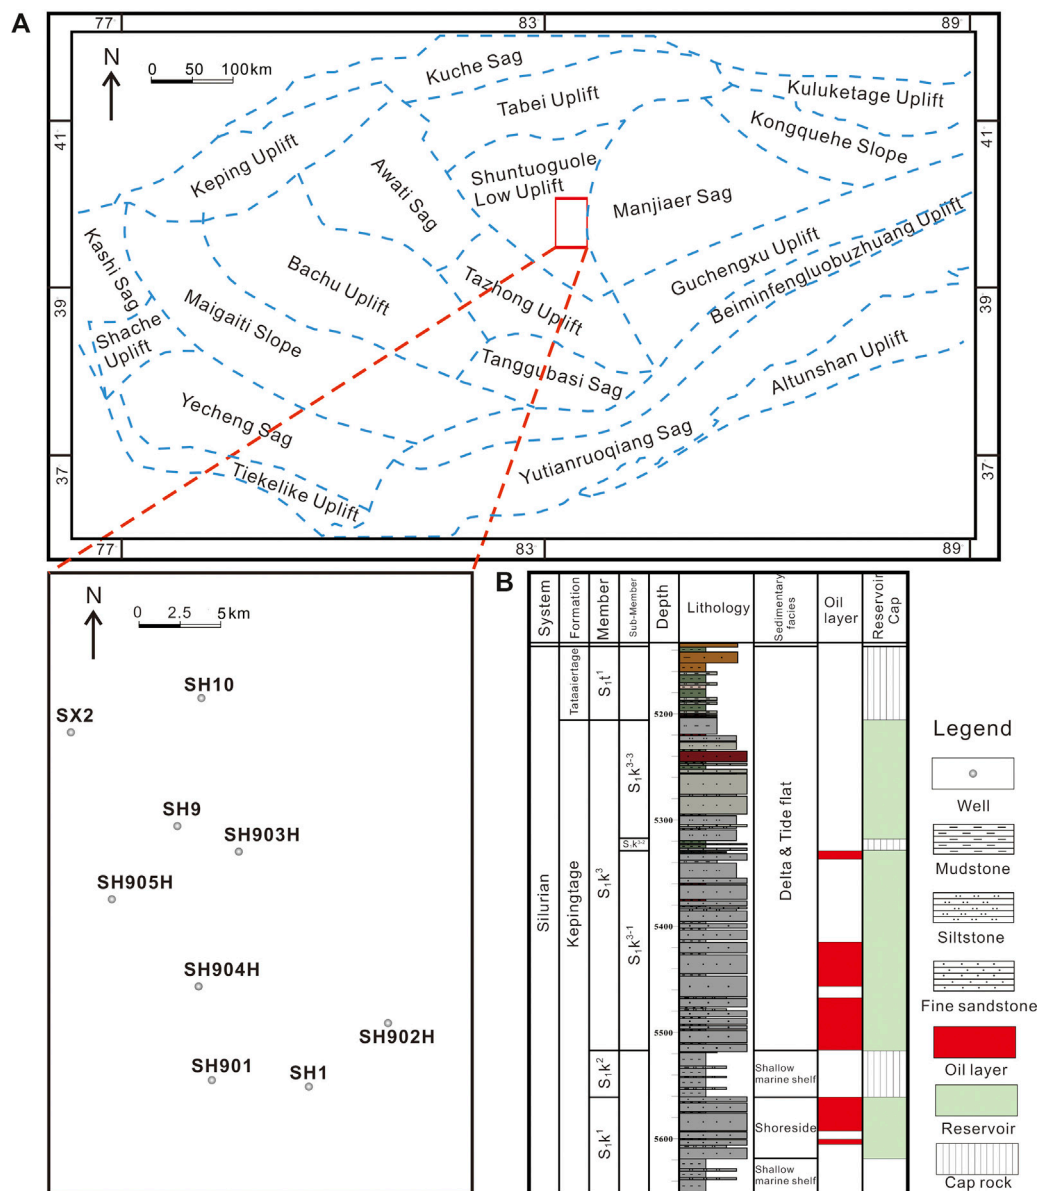 A
77
83
89
N
0 50 100km
Kuche Sag
Tabei Uplift
Kuluketage Uplift
41
41
Kongquehe Slope
Keping Uplift
Awati Sag
Shuntuoguole
Low Uplift
Manjiaer Sag
Kashi Sag
Bachu Uplift
Tazhong Uplift
Guchengxu Uplift
Beiminfengluobuzhuang Uplift
39
39
Shache
Uplift
Maigaiti Slope
Tanggubasi Sag
Altunshan Uplift
Yecheng Sag
Yutianruoqiang Sag
37
37
Tiekelike Uplift
77
83
89
N
0 2.5 5km
SH10
SX2
SH9
SH903H
SH905H
SH904H
SH902H
SH901
SH1
B
System
Formation
Member
Sub-Member
Depth
Lithology
Sedimentary
facies
Oil
layer
Reservoir
Cap
Tataaiertage
S₁t¹
5200
S₁k³⁻³
5300
S₁k³⁻²
Silurian
Kepingtage
S₁k³
Delta & Tide flat
S₁k³⁻¹
5400
5500
S₁k²
Shallow
marine shelf
S₁k¹
Shoreside
5600
Shallow
marine shelf
Legend
Well
Mudstone
Siltstone
Fine sandstone
Oil layer
Reservoir
Cap rock